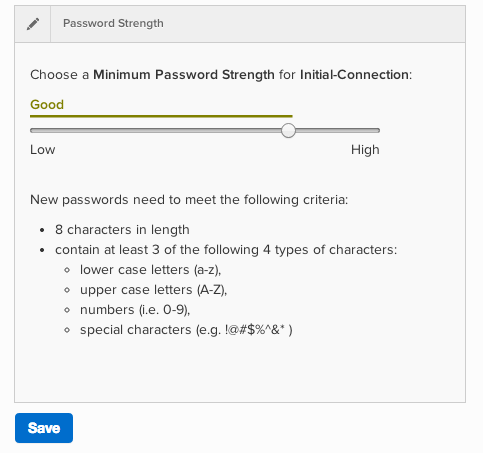 Password Strength
Choose a Minimum Password Strength for Initial-Connection:
Good
Low High
New passwords need to meet the following criteria:
• 8 characters in length
• contain at least 3 of the following 4 types of characters:
◦ lower case letters (a-z),
◦ upper case letters (A-Z),
◦ numbers (i.e. 0-9),
◦ special characters (e.g. !@#$%^&* )
Save